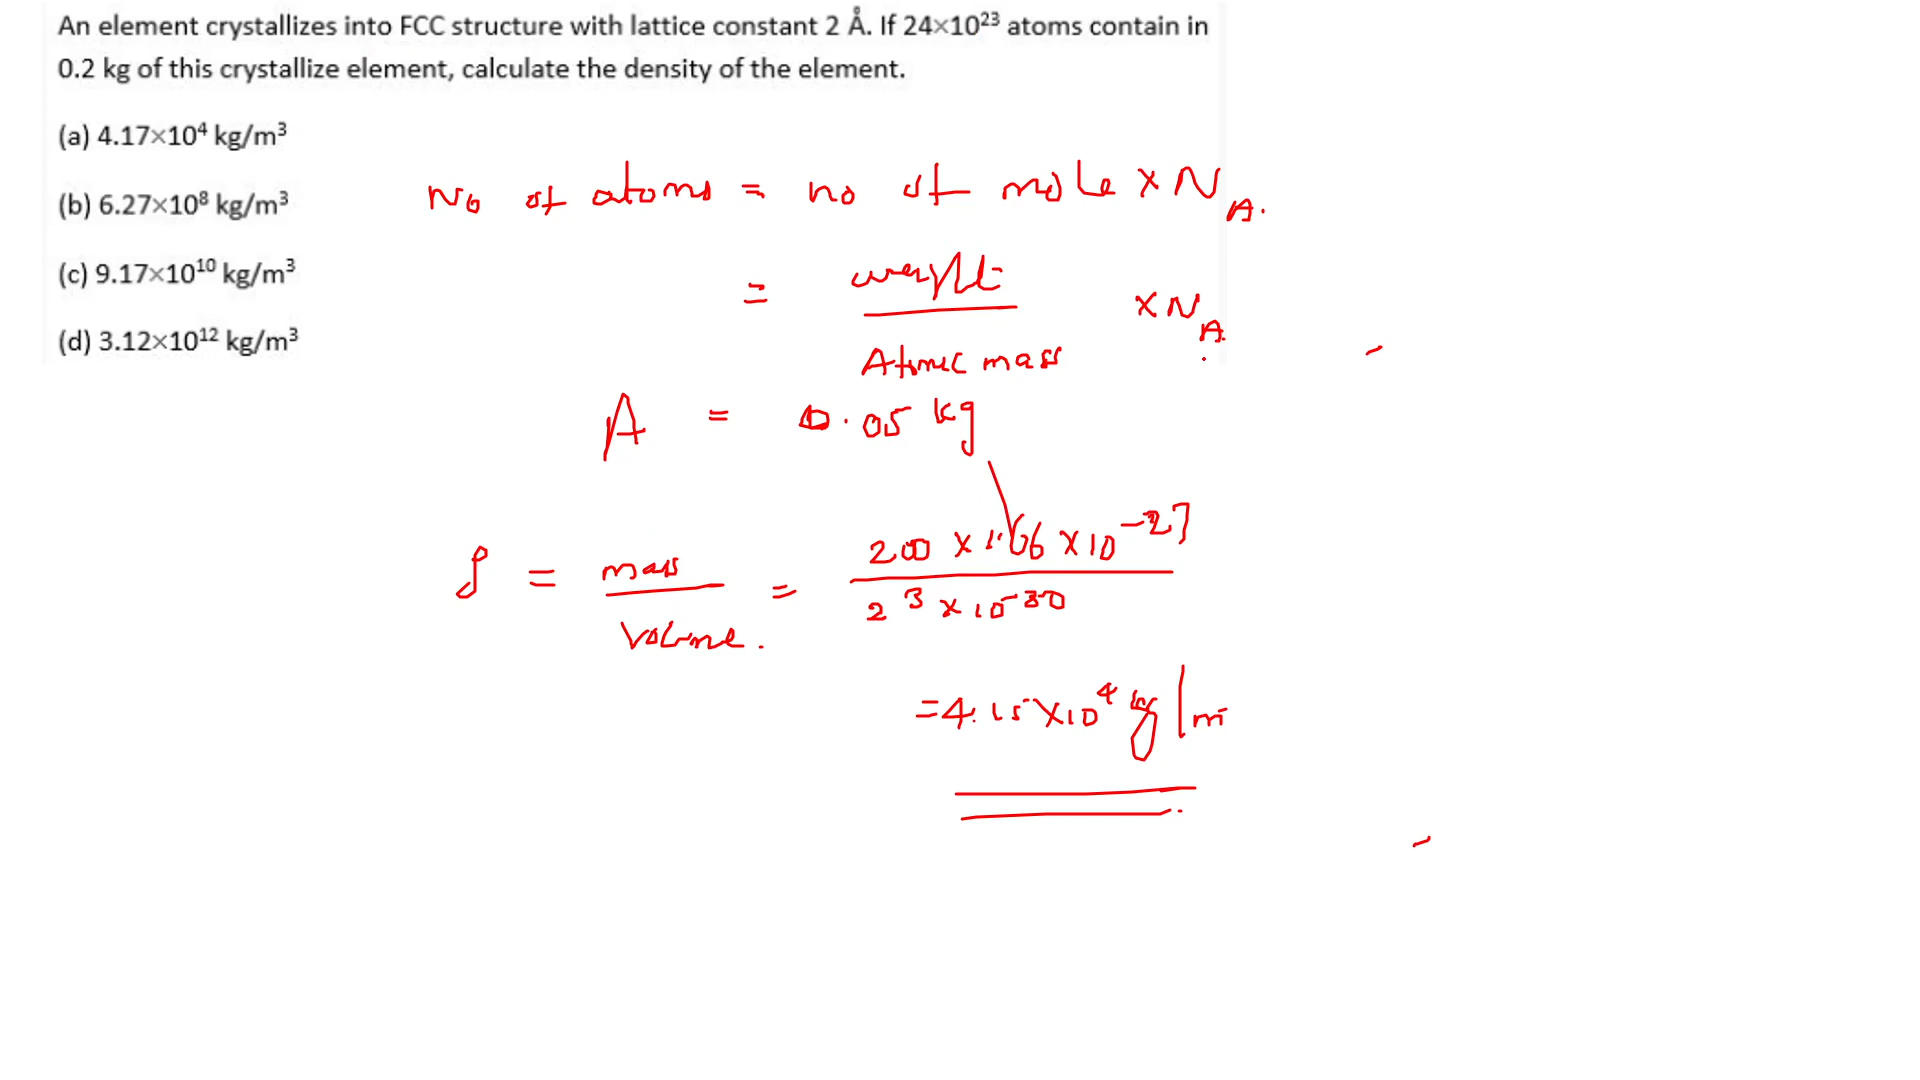 An element crystallizes into FCC structure with lattice constant 2 Å. If 24×10²³ atoms contain in
0.2 kg of this crystallize element, calculate the density of the element.
(a) 4.17×10⁴ kg/m³
(b) 6.27×10⁸ kg/m³
(c) 9.17×10¹⁰ kg/m³
(d) 3.12×10¹² kg/m³
No of atoms = no of mole × N_A.
= weight / Atomic mass × N_A.
A = 0.05 kg
ρ = mass / Volume. = 200 × 1.66 × 10⁻²⁷ / 2³ × 10⁻³⁰
= 4.15 × 10⁴ kg / m³